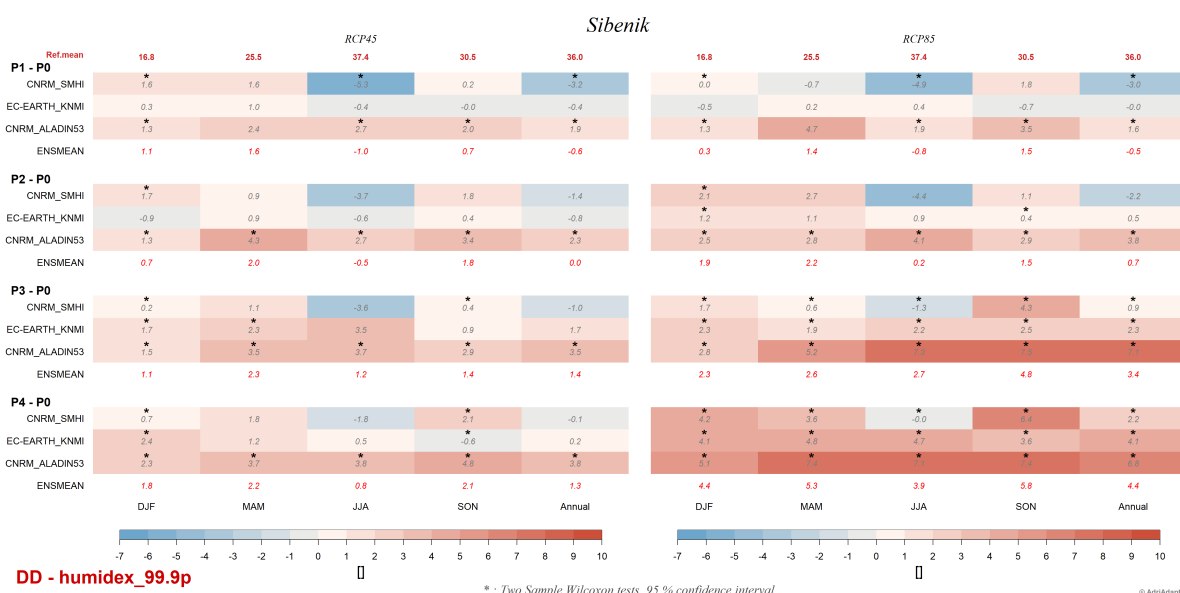 Sibenik
RCP45 RCP85
Ref.mean 16.8 25.5 37.4 30.5 36.0 16.8 25.5 37.4 30.5 36.0
P1 - P0
* * * * * *
CNRM_SMHI 1.6 1.6 -5.3 0.2 -3.2 0.0 -0.7 -4.9 1.8 -3.0
EC-EARTH_KNMI 0.3 1.0 -0.4 -0.0 -0.4 -0.5 0.2 0.4 -0.7 -0.0
* * * * * * * *
CNRM_ALADIN53 1.3 2.4 2.7 2.0 1.9 1.3 4.7 1.9 3.5 1.6
ENSMEAN 1.1 1.6 -1.0 0.7 -0.6 0.3 1.4 -0.8 1.5 -0.5
P2 - P0
* *
CNRM_SMHI 1.7 0.9 -3.7 1.8 -1.4 2.1 2.7 -4.4 1.1 -2.2
* *
EC-EARTH_KNMI -0.9 0.9 -0.6 0.4 -0.8 1.2 1.1 0.9 0.4 0.5
* * * * * * * * * *
CNRM_ALADIN53 1.3 4.3 2.7 3.4 2.3 2.5 2.8 4.1 2.9 3.8
ENSMEAN 0.7 2.0 -0.5 1.8 0.0 1.9 2.2 0.2 1.5 0.7
P3 - P0
* * * * * * *
CNRM_SMHI 0.2 1.1 -3.6 0.4 -1.0 1.7 0.6 -1.3 4.3 0.9
* * * * * * *
EC-EARTH_KNMI 1.7 2.3 3.5 0.9 1.7 2.3 1.9 2.2 2.5 2.3
* * * * * * * * *
CNRM_ALADIN53 1.5 3.5 3.7 2.9 3.5 2.8 5.2
ENSMEAN 1.1 2.3 1.2 1.4 1.4 2.3 2.6 2.7 4.8 3.4
P4 - P0
* * * * * * *
CNRM_SMHI 0.7 1.8 -1.8 2.1 -0.1 4.2 3.6 -0.0 6.4 2.2
* * * * * * *
EC-EARTH_KNMI 2.4 1.2 0.5 -0.6 0.2 4.1 4.8 4.7 3.6 4.1
* * * * * * * * * *
CNRM_ALADIN53 2.3 3.7 3.8 4.8 3.8 5.1 7.1 6.8
ENSMEAN 1.8 2.2 0.8 2.1 1.3 4.4 5.3 3.9 5.8 4.4
DJF MAM JJA SON Annual DJF MAM JJA SON Annual
-7 -6 -5 -4 -3 -2 -1 0 1 2 3 4 5 6 7 8 9 10 -7 -6 -5 -4 -3 -2 -1 0 1 2 3 4 5 6 7 8 9 10
[] []
DD - humidex_99.9p
* : Two Sample Wilcoxon tests, 95 % confidence interval
© AdriAdapt